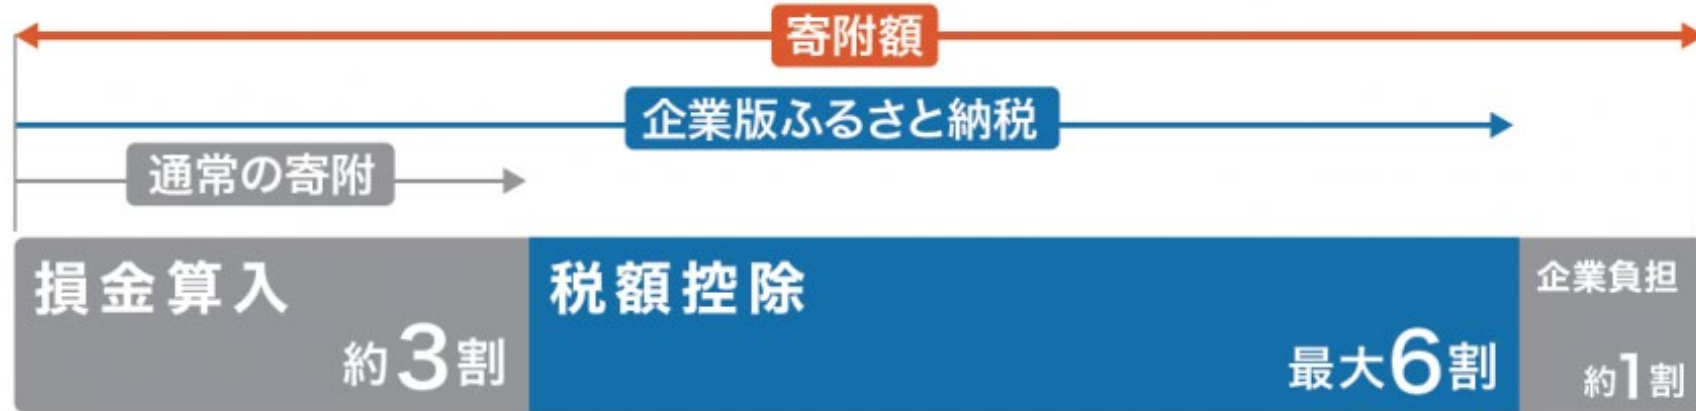 寄附額
企業版ふるさと納税
通常の寄附
損金算入
約3割
税額控除
最大6割
企業負担
約1割